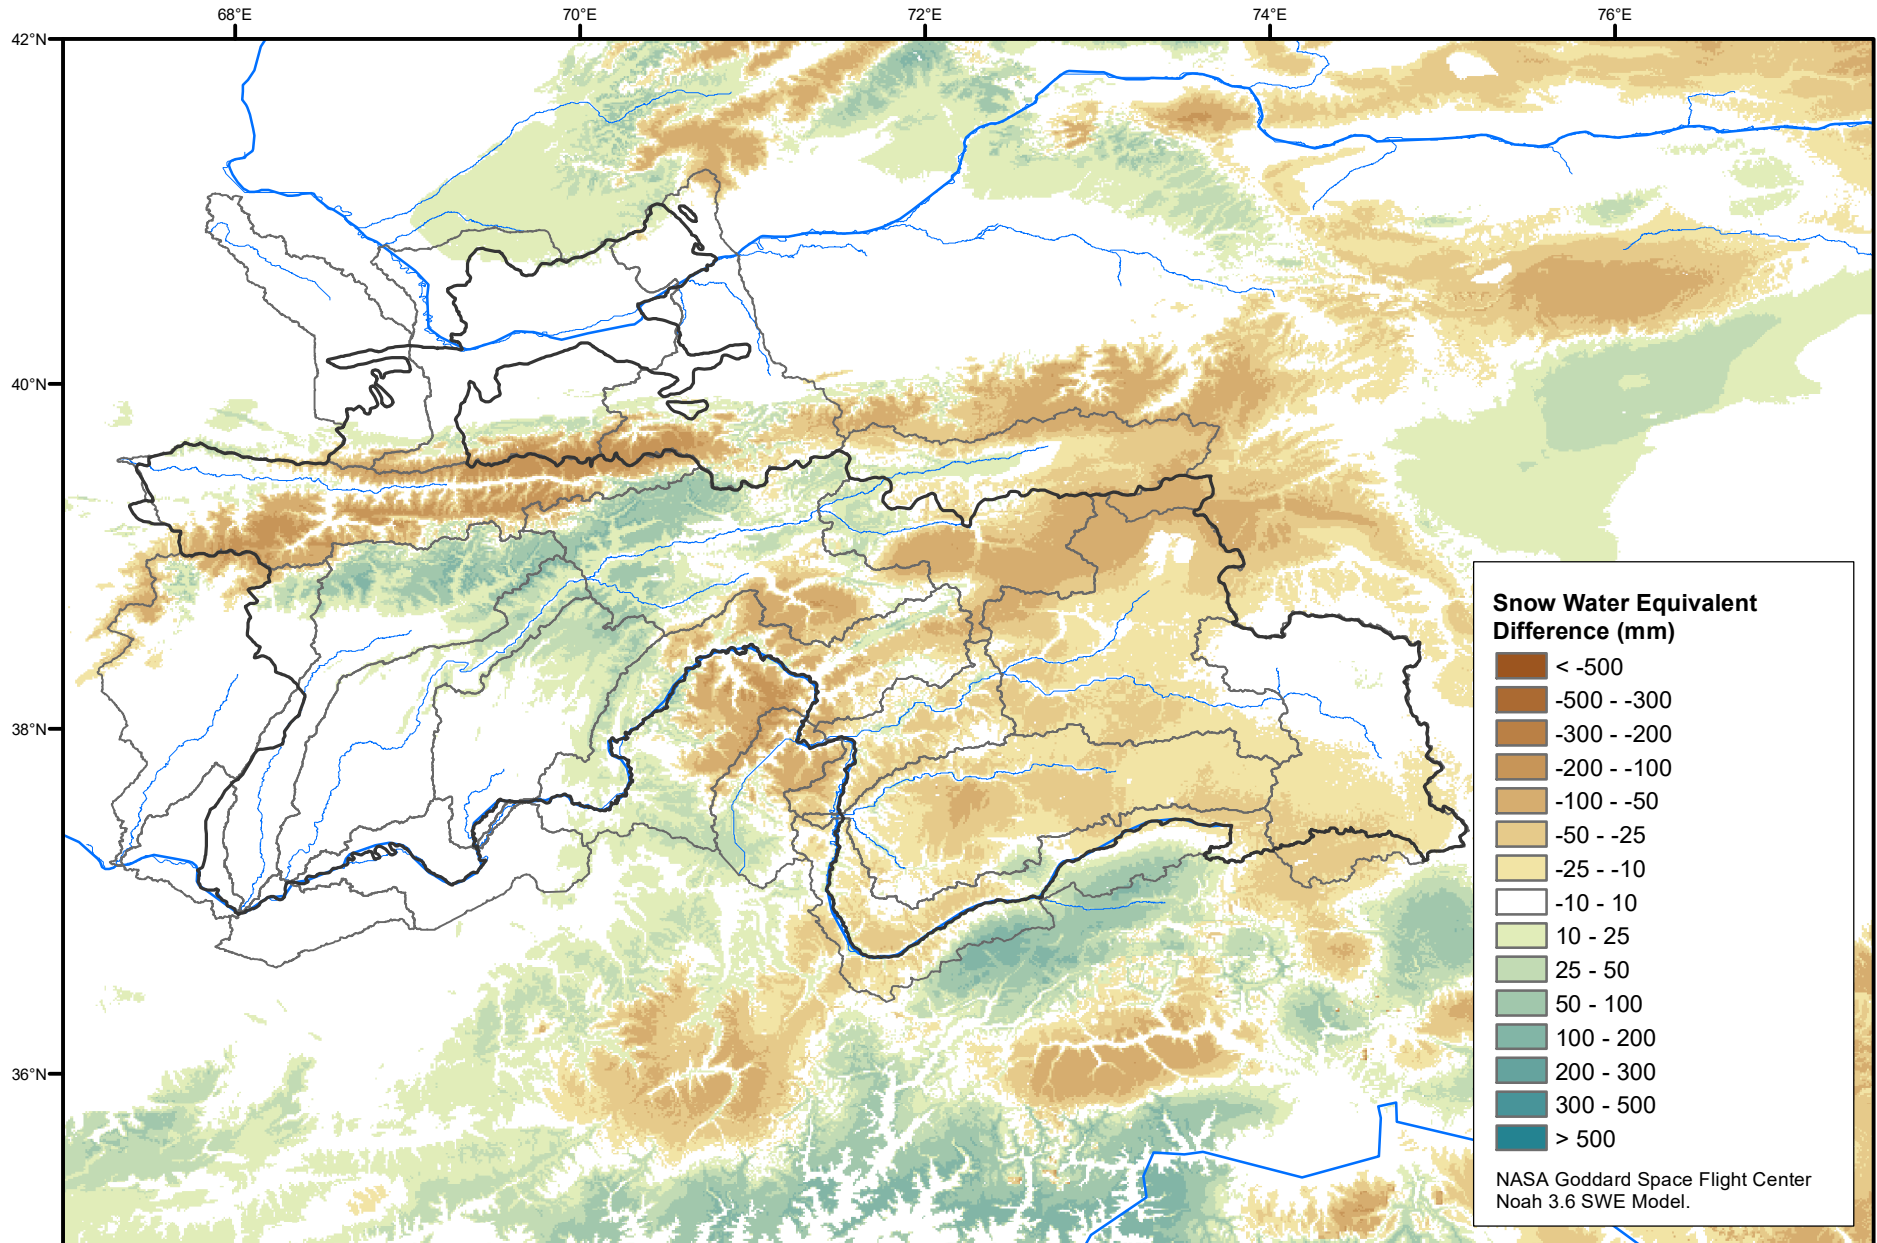 68°E
70°E
72°E
74°E
76°E
42°N
40°N
38°N
36°N
Snow Water Equivalent
Difference (mm)
< -500
-500 - -300
-300 - -200
-200 - -100
-100 - -50
-50 - -25
-25 - -10
-10 - 10
10 - 25
25 - 50
50 - 100
100 - 200
200 - 300
300 - 500
> 500
NASA Goddard Space Flight Center
Noah 3.6 SWE Model.